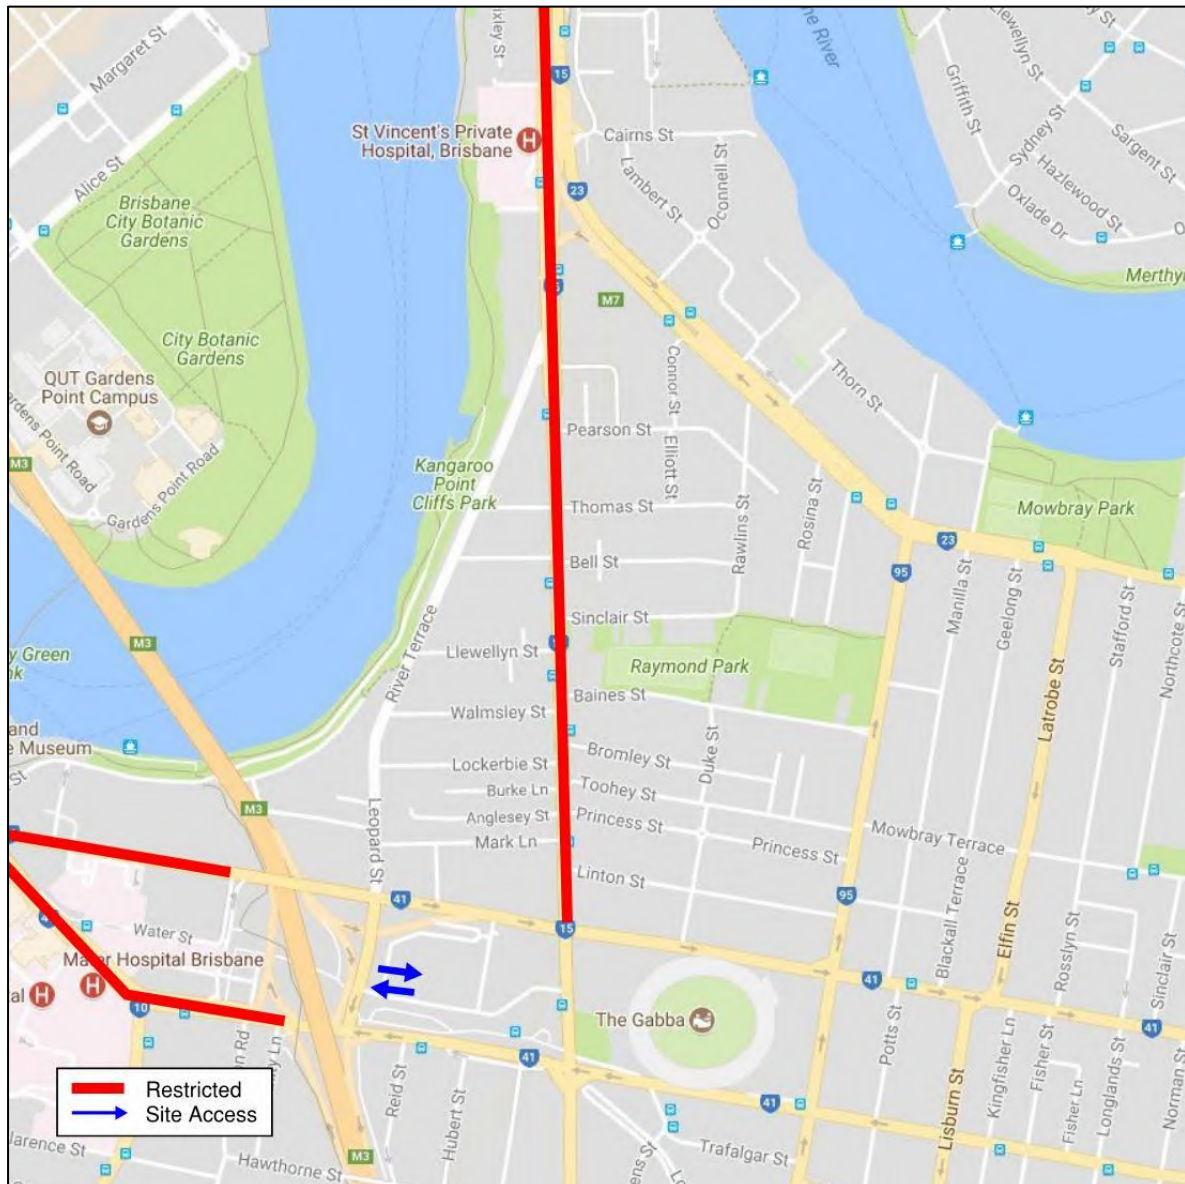 Margaret St
Alice St
Brisbane
City Botanic
Gardens
City Botanic
Gardens
QUT Gardens
Point Campus
Gardens Point Road
M3
St Vincent's Private
Hospital, Brisbane
H
15
Cairns St
23
Lambert St
Oconnell St
M7
Griffith St
Llewellyn St
Sydney St
Sargent St
Hazlewood St
Oxlade Dr
Connor St
Elliott St
Thorn St
Pearson St
Kangaroo
Point
Cliffs Park
Thomas St
Bell St
Rawlins St
Rosina St
Mowbray Park
23
95
Manilla St
Geelong St
Stafford St
Northcote St
Sinclair St
M3
Llewellyn St
River Terrace
Raymond Park
Latrobe St
Baines St
Walmsley St
Bromley St
Duke St
Lockerbie St
Toohey St
Burke Ln
M3
Leopard St
Anglesey St
Princess St
Mark Ln
Princess St
Mowbray Terrace
Linton St
95
41
15
Water St
Mater Hospital Brisbane
H
H
10
Blackall Terrace
Elfin St
Rosslyn St
Sinclair St
41
The Gabba
41
41
41
Potts St
Kingfisher Ln
Fisher St
Fisher Ln
Longlands St
Norman St
Reid St
Hubert St
Lisburn St
Trafalgar St
M3
Hawthorne St
Restricted
Site Access